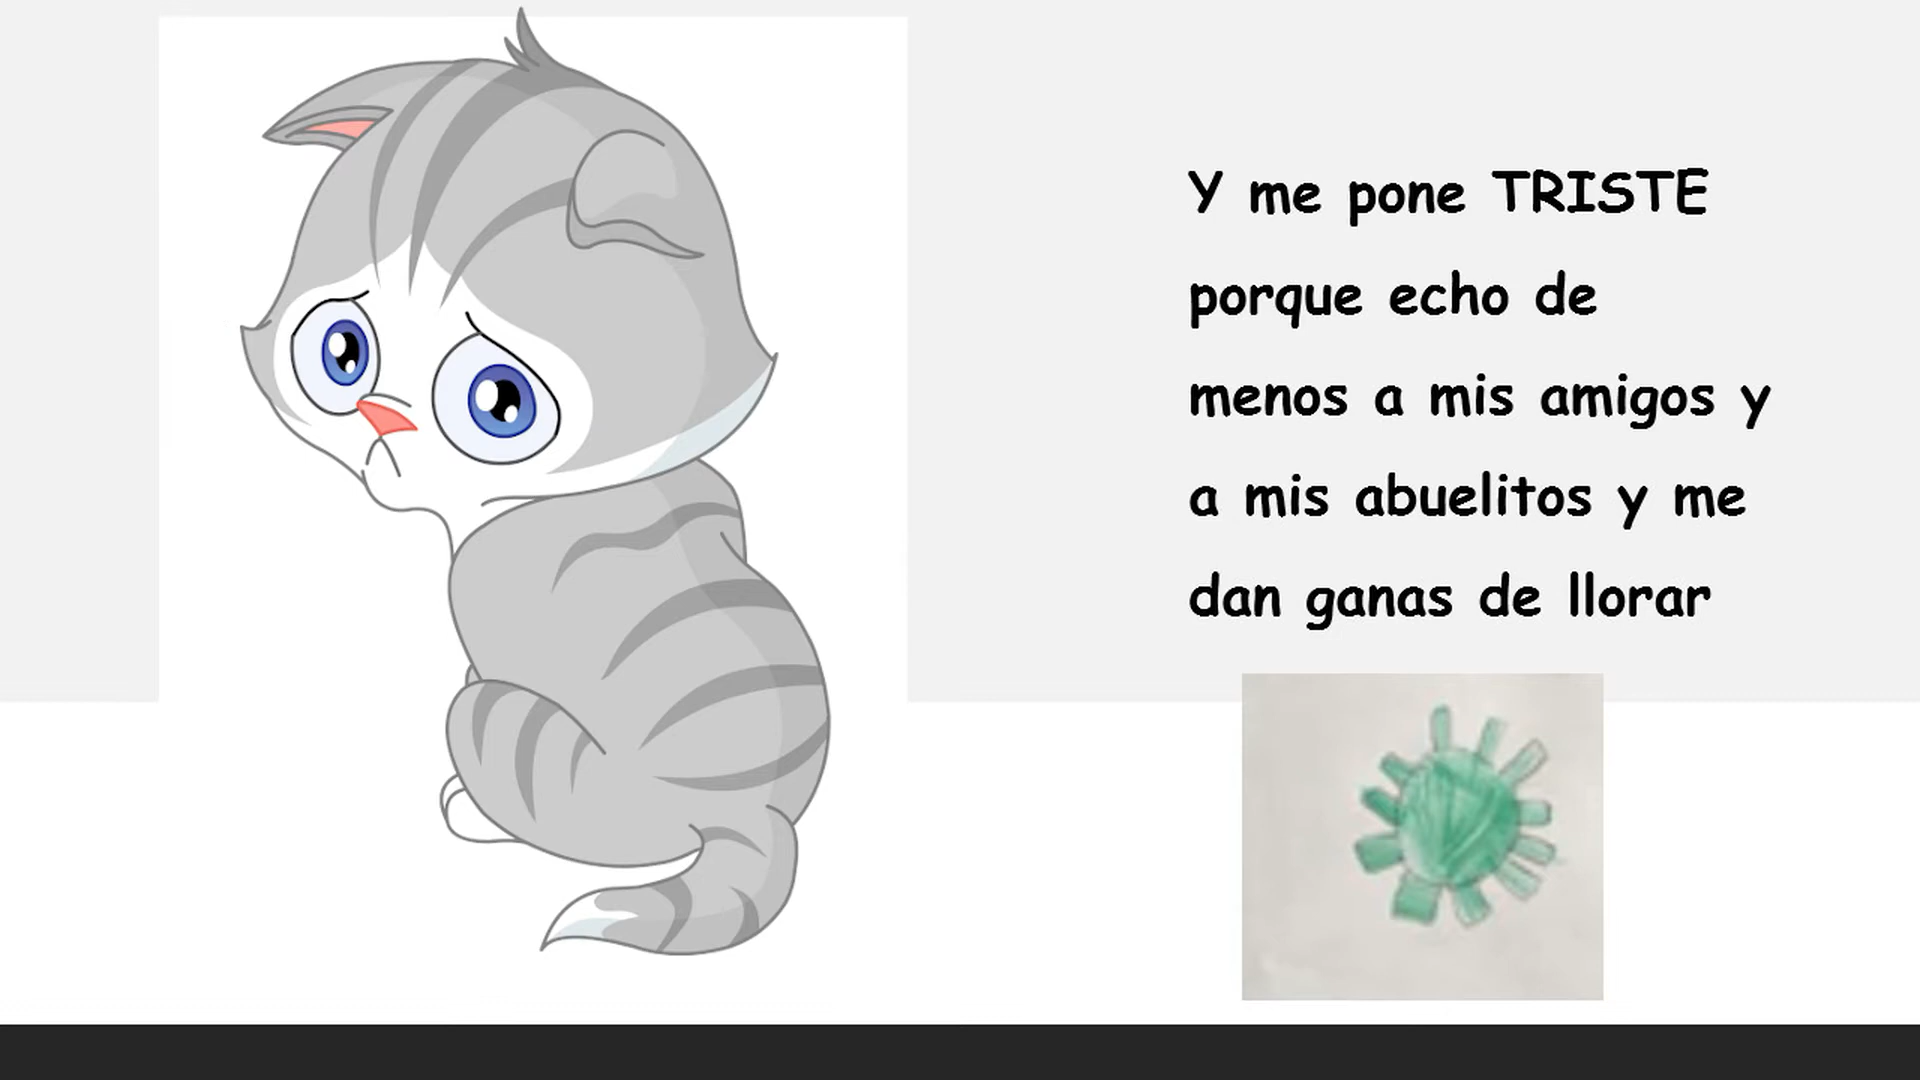 Y me pone TRISTE
porque echo de
menos a mis amigos y
a mis abuelitos y me
dan ganas de llorar